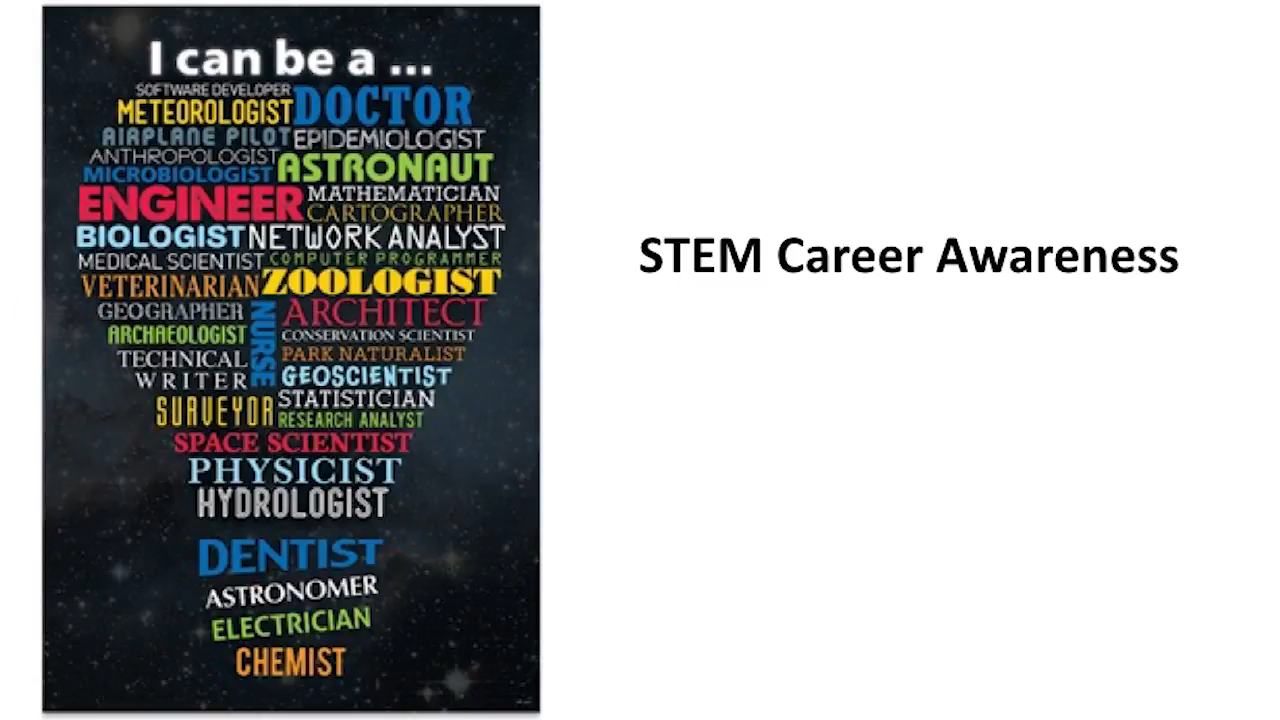 I can be a ...
SOFTWARE DEVELOPER
METEOROLOGIST DOCTOR
AIRPLANE PILOT EPIDEMIOLOGIST
ANTHROPOLOGIST
MICROBIOLOGIST ASTRONAUT
ENGINEER MATHEMATICIAN
CARTOGRAPHER
BIOLOGIST NETWORK ANALYST
MEDICAL SCIENTIST COMPUTER PROGRAMMER
VETERINARIAN ZOOLOGIST
GEOGRAPHER NURSE ARCHITECT
ARCHAEOLOGIST CONSERVATION SCIENTIST
TECHNICAL PARK NATURALIST
WRITER GEOSCIENTIST
STATISTICIAN
SURVEYOR RESEARCH ANALYST
SPACE SCIENTIST
PHYSICIST
HYDROLOGIST
DENTIST
ASTRONOMER
ELECTRICIAN
CHEMIST
STEM Career Awareness